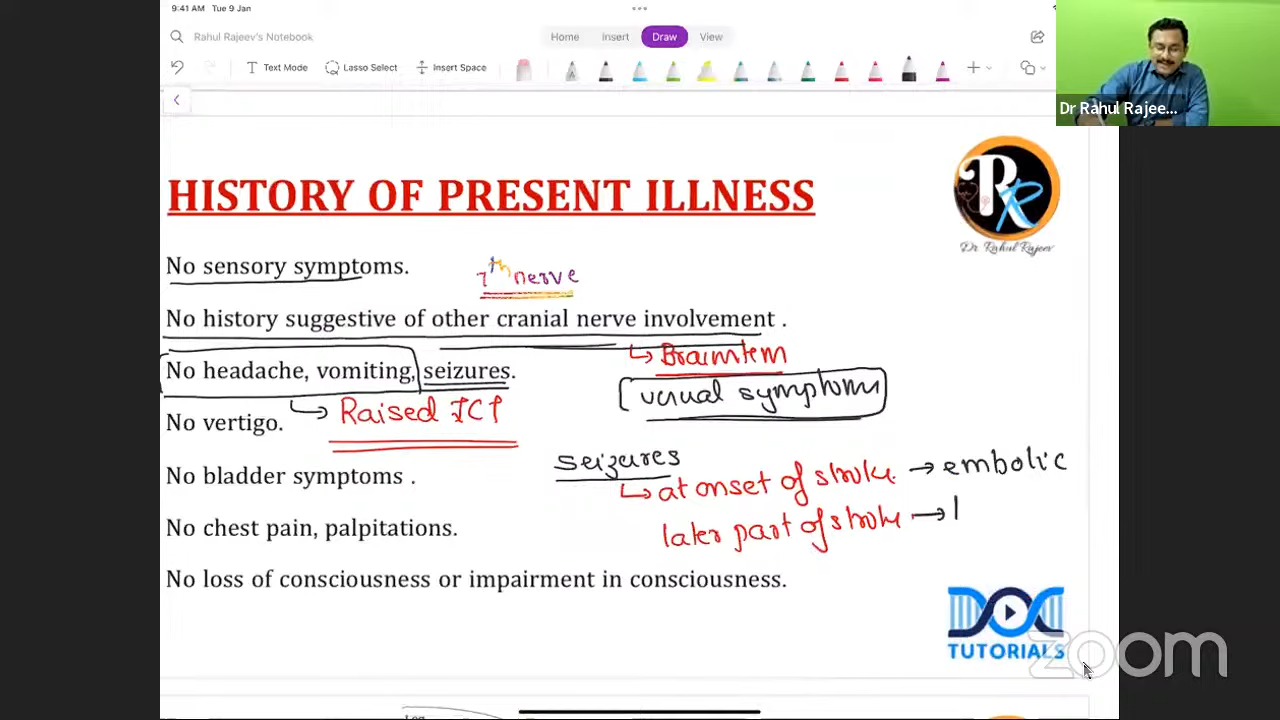 9:41 AM Tue 9 Jan
Rahul Rajeev's Notebook
Home Insert Draw View
Text Mode Lasso Select Insert Space
Dr Rahul Rajee...
HISTORY OF PRESENT ILLNESS
PR
Dr Rahul Rajeev
No sensory symptoms.
7th nerve
No history suggestive of other cranial nerve involvement .
Brainstem
No headache, vomiting, seizures.
visual symptoms
Raised ICP
No vertigo.
seizures
at onset of stroke → embolic
No bladder symptoms .
later part of stroke →
No chest pain, palpitations.
No loss of consciousness or impairment in consciousness.
DOC
TUTORIALS
zoom